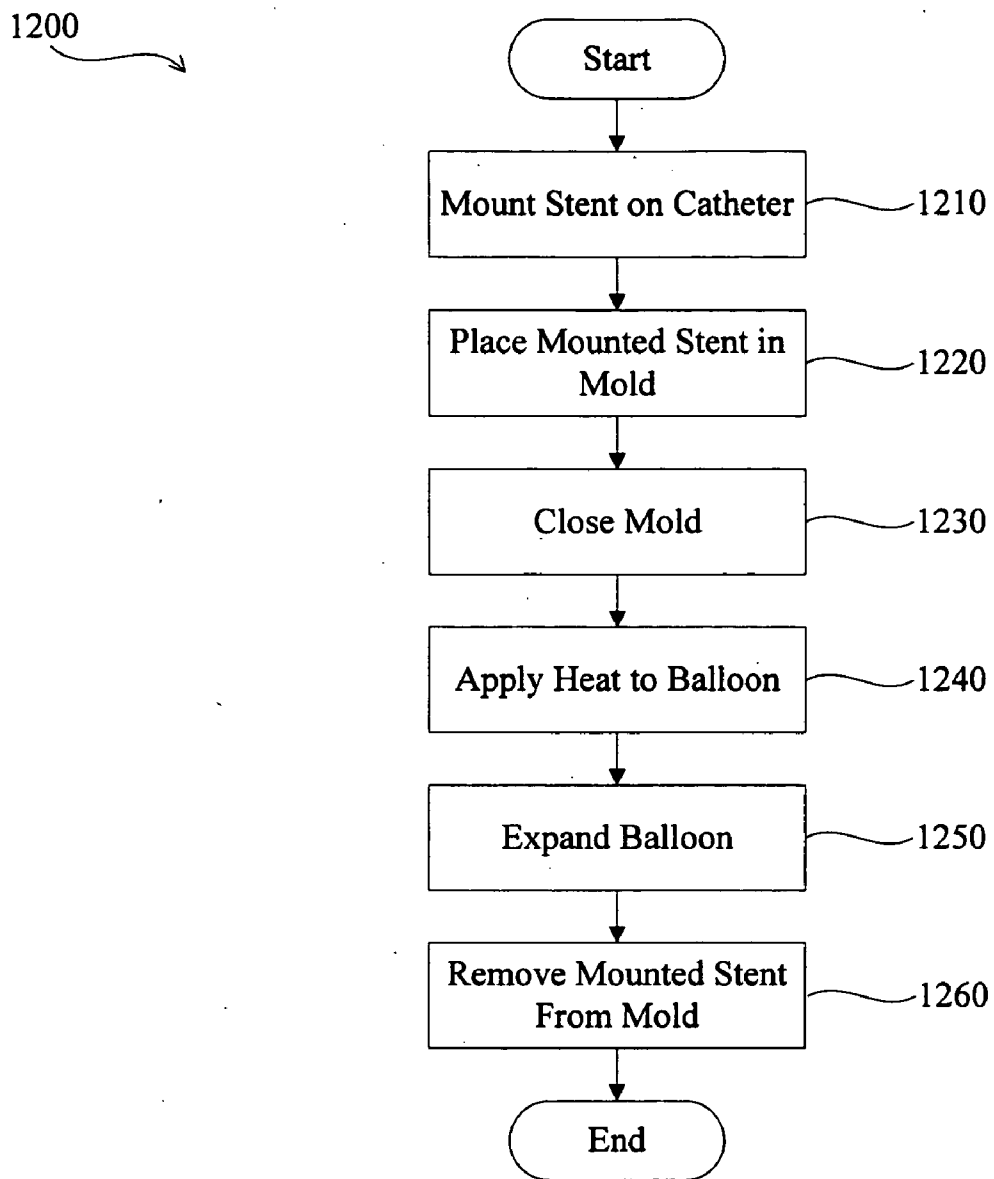 1200
Start
Mount Stent on Catheter
1210
Place Mounted Stent in
Mold
1220
Close Mold
1230
Apply Heat to Balloon
1240
Expand Balloon
1250
Remove Mounted Stent
From Mold
1260
End